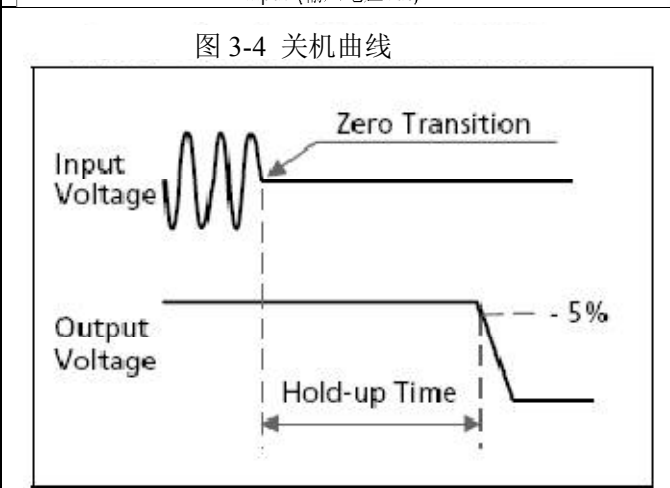 图 3-4 关机曲线
Zero Transition
Input
Voltage
- 5%
Output
Voltage
Hold-up Time